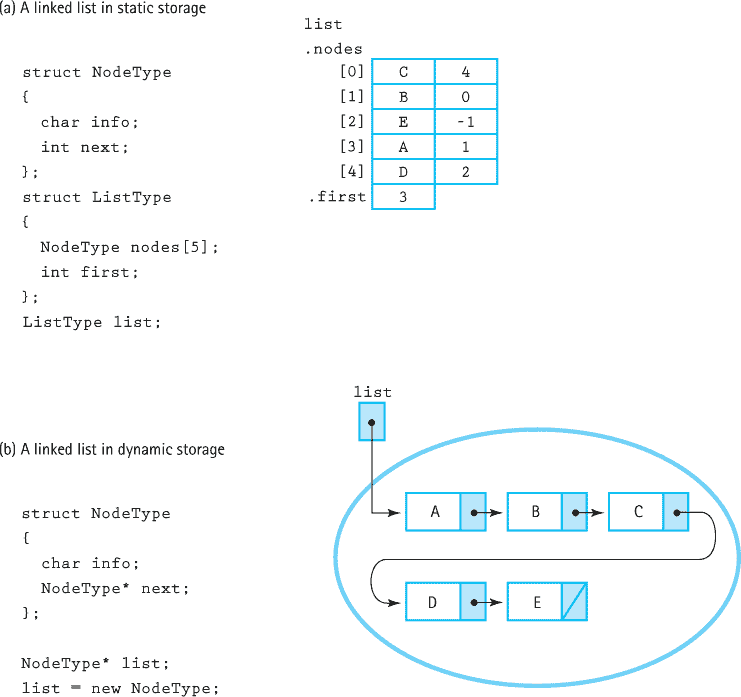 (a) A linked list in static storage
struct NodeType
{
char info;
int next;
};
struct ListType
{
NodeType nodes[5];
int first;
};
ListType list;
list
.nodes
[0] C 4
[1] B 0
[2] E -1
[3] A 1
[4] D 2
.first 3
(b) A linked list in dynamic storage
struct NodeType
{
char info;
NodeType* next;
};
NodeType* list;
list = new NodeType;
list
A B C
D E